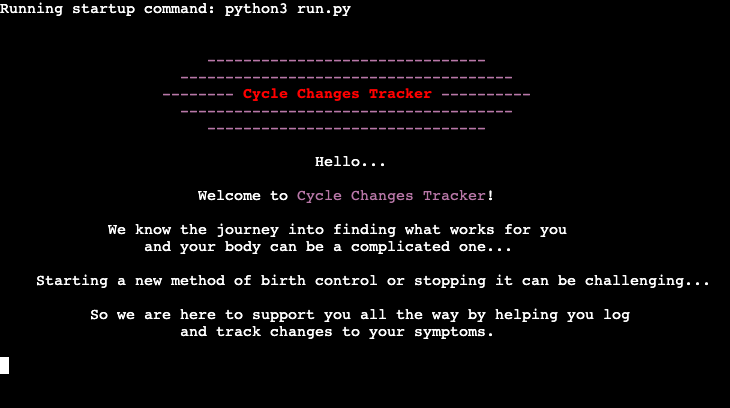 Running startup command: python3 run.py
-------------------------------
-------------------------------------
-------- Cycle Changes Tracker ----------
-------------------------------------
-------------------------------
Hello...
Welcome to Cycle Changes Tracker!
We know the journey into finding what works for you
and your body can be a complicated one...
Starting a new method of birth control or stopping it can be challenging...
So we are here to support you all the way by helping you log
and track changes to your symptoms.